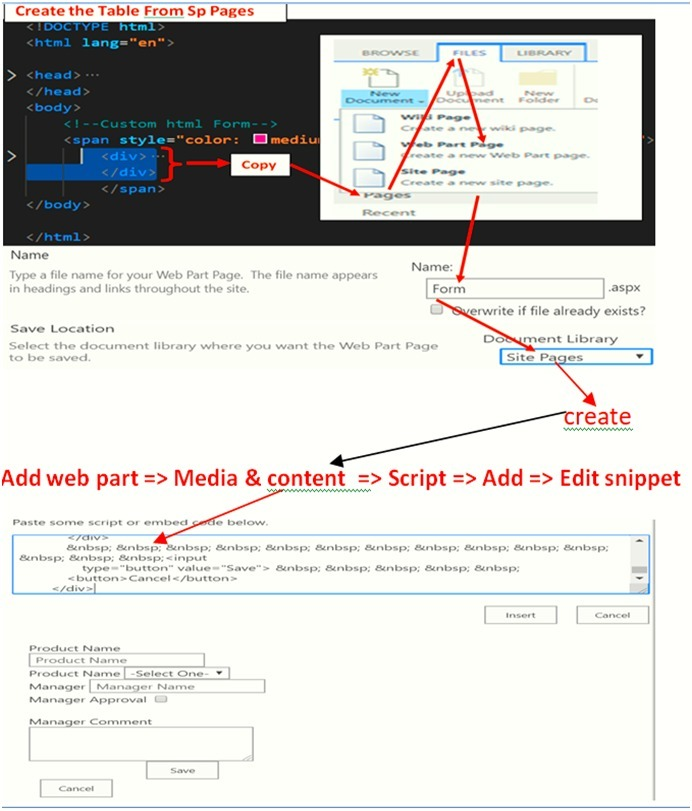 Create the Table From Sp Pages
<!DOCTYPE html>
<html lang="en">
<head>···
</head>
<body>
<!--Custom html Form-->
<span style="color: medium
">
<div>···
</div>
</span>
</body>
</html>
Copy
BROWSE FILES LIBRARY
New Document Upload Document New Folder
Wiki Page
Create a new wiki page.
Web Part Page
Create a new Web Part page.
Site Page
Create a new site page.
Pages
Recent
Name
Type a file name for your Web Part Page. The file name appears
in headings and links throughout the site.
Name:
Form .aspx
Overwrite if file already exists?
Save Location
Select the document library where you want the Web Part Page
to be saved.
Document Library
Site Pages
create
Add web part => Media & content => Script => Add => Edit snippet
Paste some script or embed code below.
</div>
&nbsp; &nbsp; &nbsp; &nbsp; &nbsp; &nbsp; &nbsp; &nbsp; &nbsp; &nbsp; &nbsp;
&nbsp; &nbsp; &nbsp;<input
type="button" value="Save"> &nbsp; &nbsp; &nbsp; &nbsp; &nbsp;
<button>Cancel</button>
</div>
Insert Cancel
Product Name
Product Name
Product Name -Select One-
Manager Manager Name
Manager Approval
Manager Comment
Save
Cancel